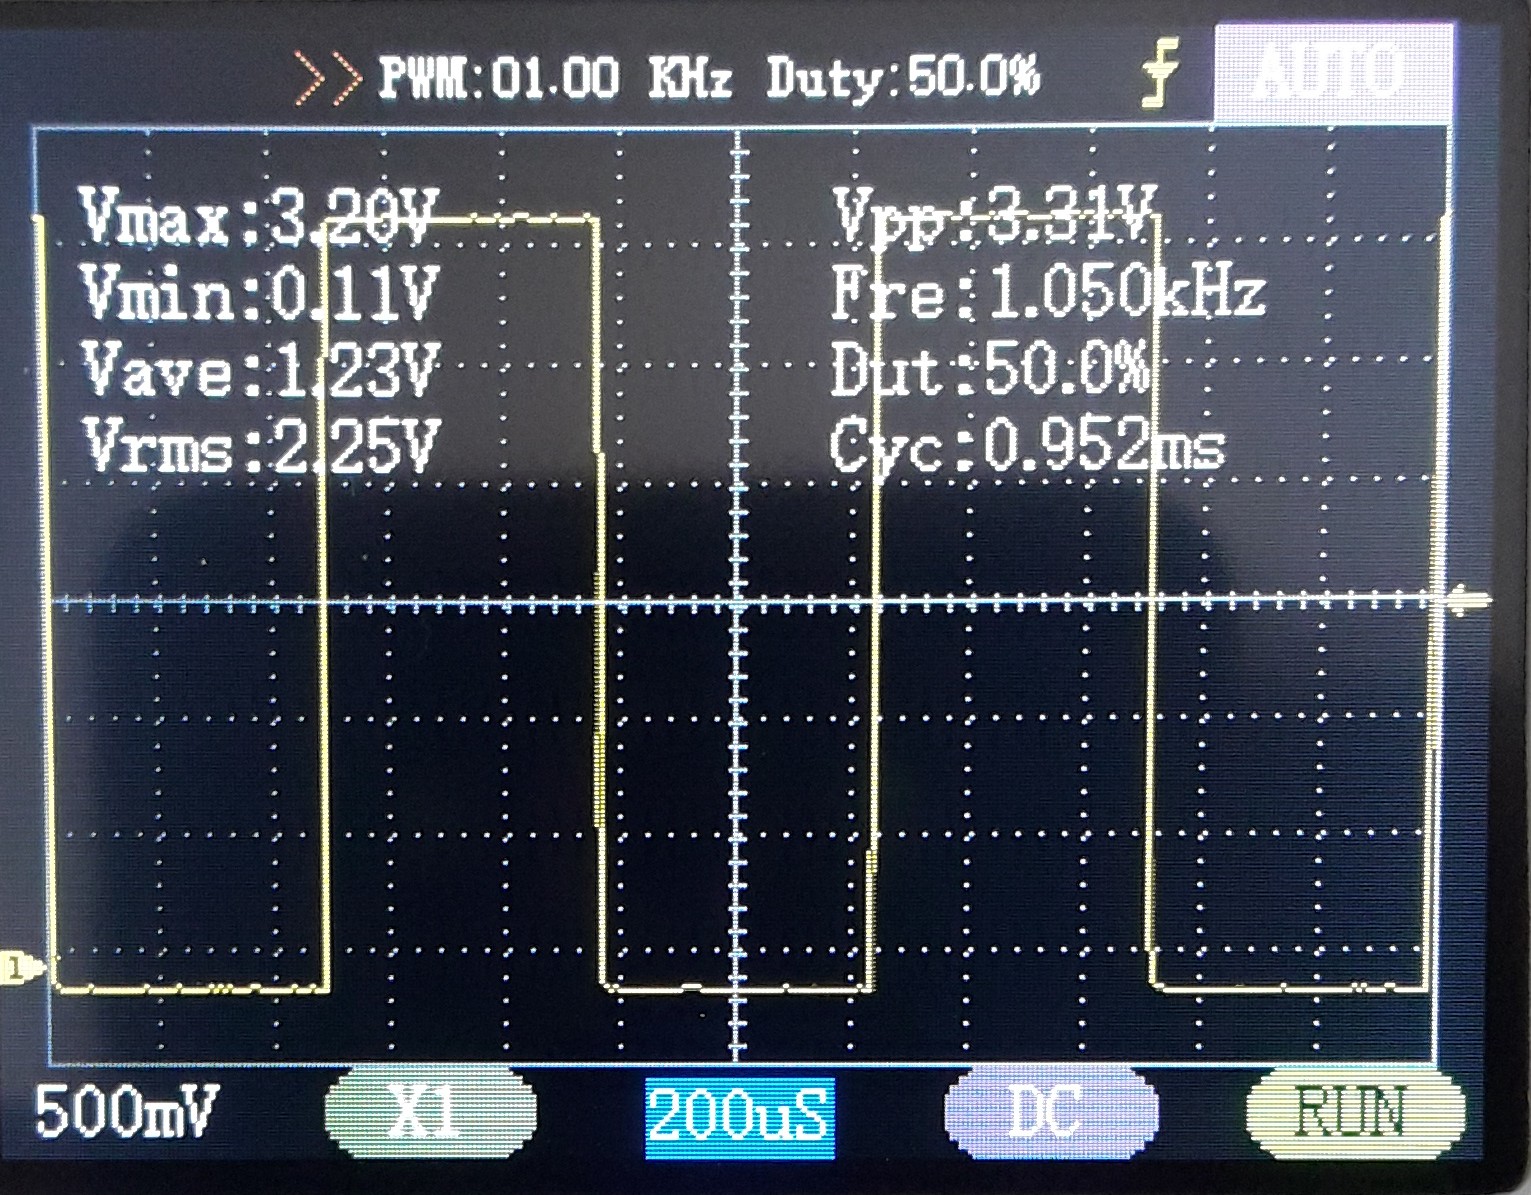 >> PWM:01.00 KHz Duty:50.0% AUTO
Vmax:3.20V Vpp:3.31V
Vmin:0.11V Fre:1.050kHz
Vave:1.23V Dut:50.0%
Vrms:2.25V Cyc:0.952ms
1
500mV X1 200uS DC RUN